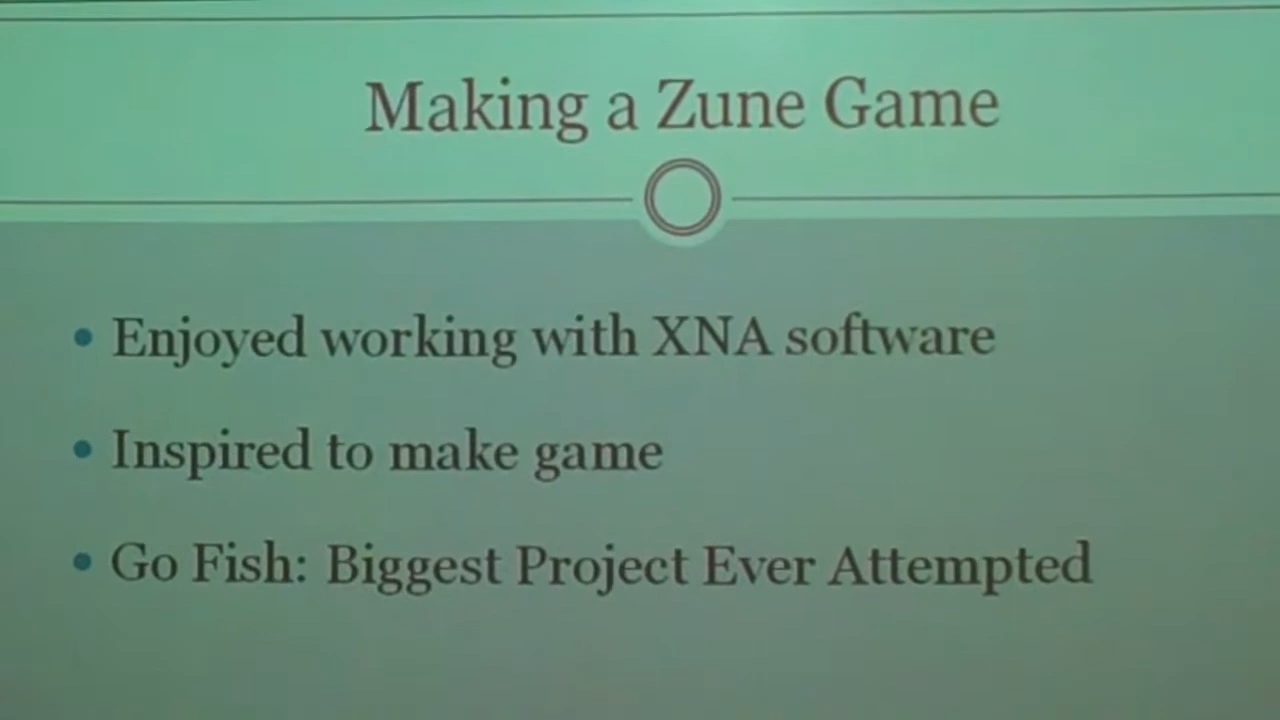 Making a Zune Game
• Enjoyed working with XNA software
• Inspired to make game
• Go Fish: Biggest Project Ever Attempted